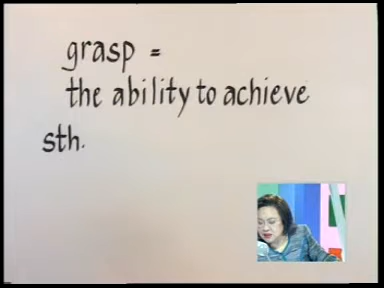 grasp =
the ability to achieve
sth.